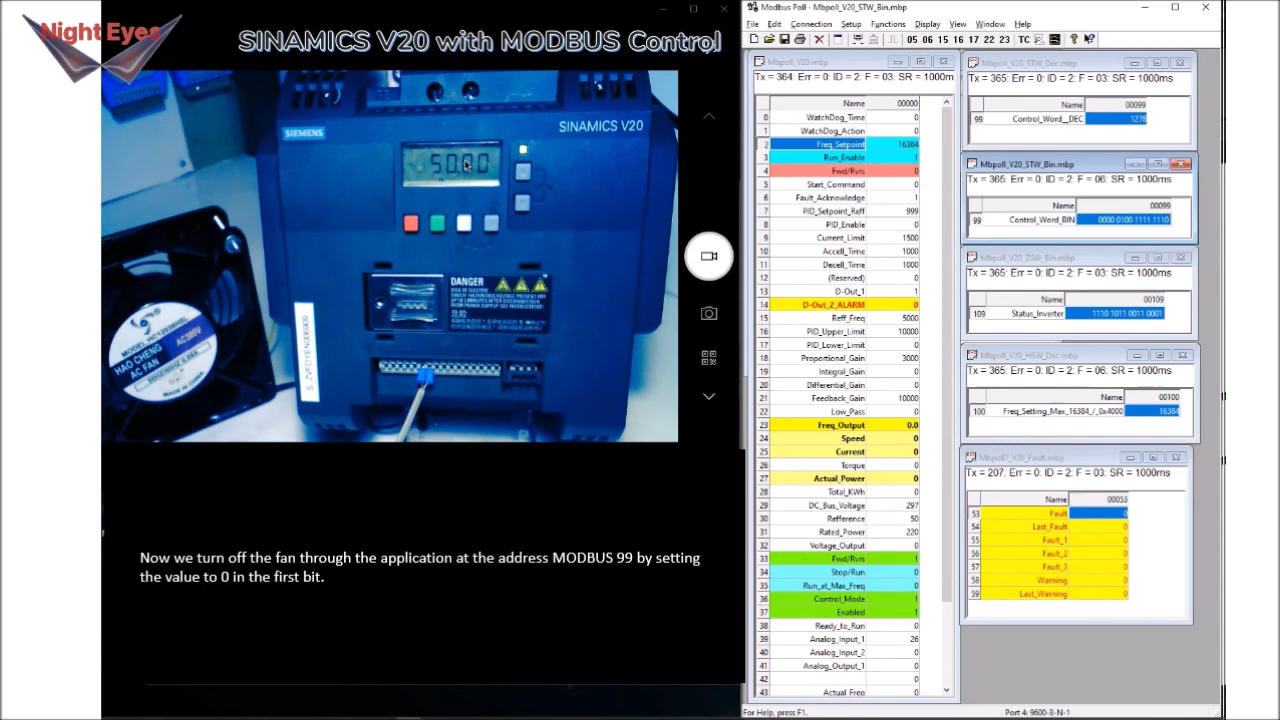 Night Eyes
SINAMICS V20 with MODBUS Control
SIEMENS
SINAMICS V20
50.00
DANGER
HAO CHENG
AC FAN
Now we turn off the fan through the application at the address MODBUS 99 by setting
the value to 0 in the first bit.
Modbus Poll - Mbpoll_V20_STW_Bin.mbp
File Edit Connection Setup Functions Display View Window Help
05 06 15 16 17 22 23 TC
Mbpoll_V20.mbp
Tx = 364: Err = 0: ID = 2: F = 03: SR = 1000m
Name 00000
0 WatchDog_Time 0
1 WatchDog_Action 0
2 Freq_Setpoint 16384
3 Run_Enable 1
4 Fwd/Rvrs 0
5 Start_Command 0
6 Fault_Acknowledge 1
7 PID_Setpoint_Reff 999
8 PID_Enable 0
9 Current_Limit 1500
10 Accell_Time 1000
11 Decell_Time 1000
12 (Reserved) 0
13 D-Out_1 1
14 D-Out_2_ALARM 0
15 Reff_Freq 5000
16 PID_Upper_Limit 10000
17 PID_Lower_Limit 0
18 Proportional_Gain 3000
19 Integral_Gain 0
20 Differential_Gain 0
21 Feedback_Gain 10000
22 Low_Pass 0
23 Freq_Output 0.0
24 Speed 0
25 Current 0
26 Torque 0
27 Actual_Power 0
28 Total_KWh 0
29 DC_Bus_Voltage 297
30 Refference 50
31 Rated_Power 220
32 Voltage_Output 0
33 Fwd/Rvrs 1
34 Stop/Run 0
35 Run_at_Max_Freq 0
36 Control_Mode 1
37 Enabled 1
38 Ready_to_Run 0
39 Analog_Input_1 26
40 Analog_Input_2 0
41 Analog_Output_1 0
42 0
43 Actual Freq 0
Mbpoll_V20_STW_Dec.mbp
Tx = 365: Err = 0: ID = 2: F = 03: SR = 1000ms
Name 00099
99 Control_Word__DEC 1278
Mbpoll_V20_STW_Bin.mbp
Tx = 365: Err = 0: ID = 2: F = 06: SR = 1000ms
Name 00099
99 Control_Word_BIN 0000 0100 1111 1110
Mbpoll_V20_ZSW_Bin.mbp
Tx = 365: Err = 0: ID = 2: F = 03: SR = 1000ms
Name 00109
109 Status_Inverter 1110 1011 0011 0001
Mbpoll_V20_HSW_Dec.mbp
Tx = 365: Err = 0: ID = 2: F = 06: SR = 1000ms
Name 00100
100 Freq_Setting_Max_16384_/_0x4000 16384
Mbpoll7_V20_Fault.mbp
Tx = 207: Err = 0: ID = 2: F = 03: SR = 1000ms
Name 00053
53 Fault 0
54 Last_Fault 0
55 Fault_1 0
56 Fault_2 0
57 Fault_3 0
58 Warning 0
59 Last_Warning 0
For Help, press F1.
Port 4: 9600-8-N-1